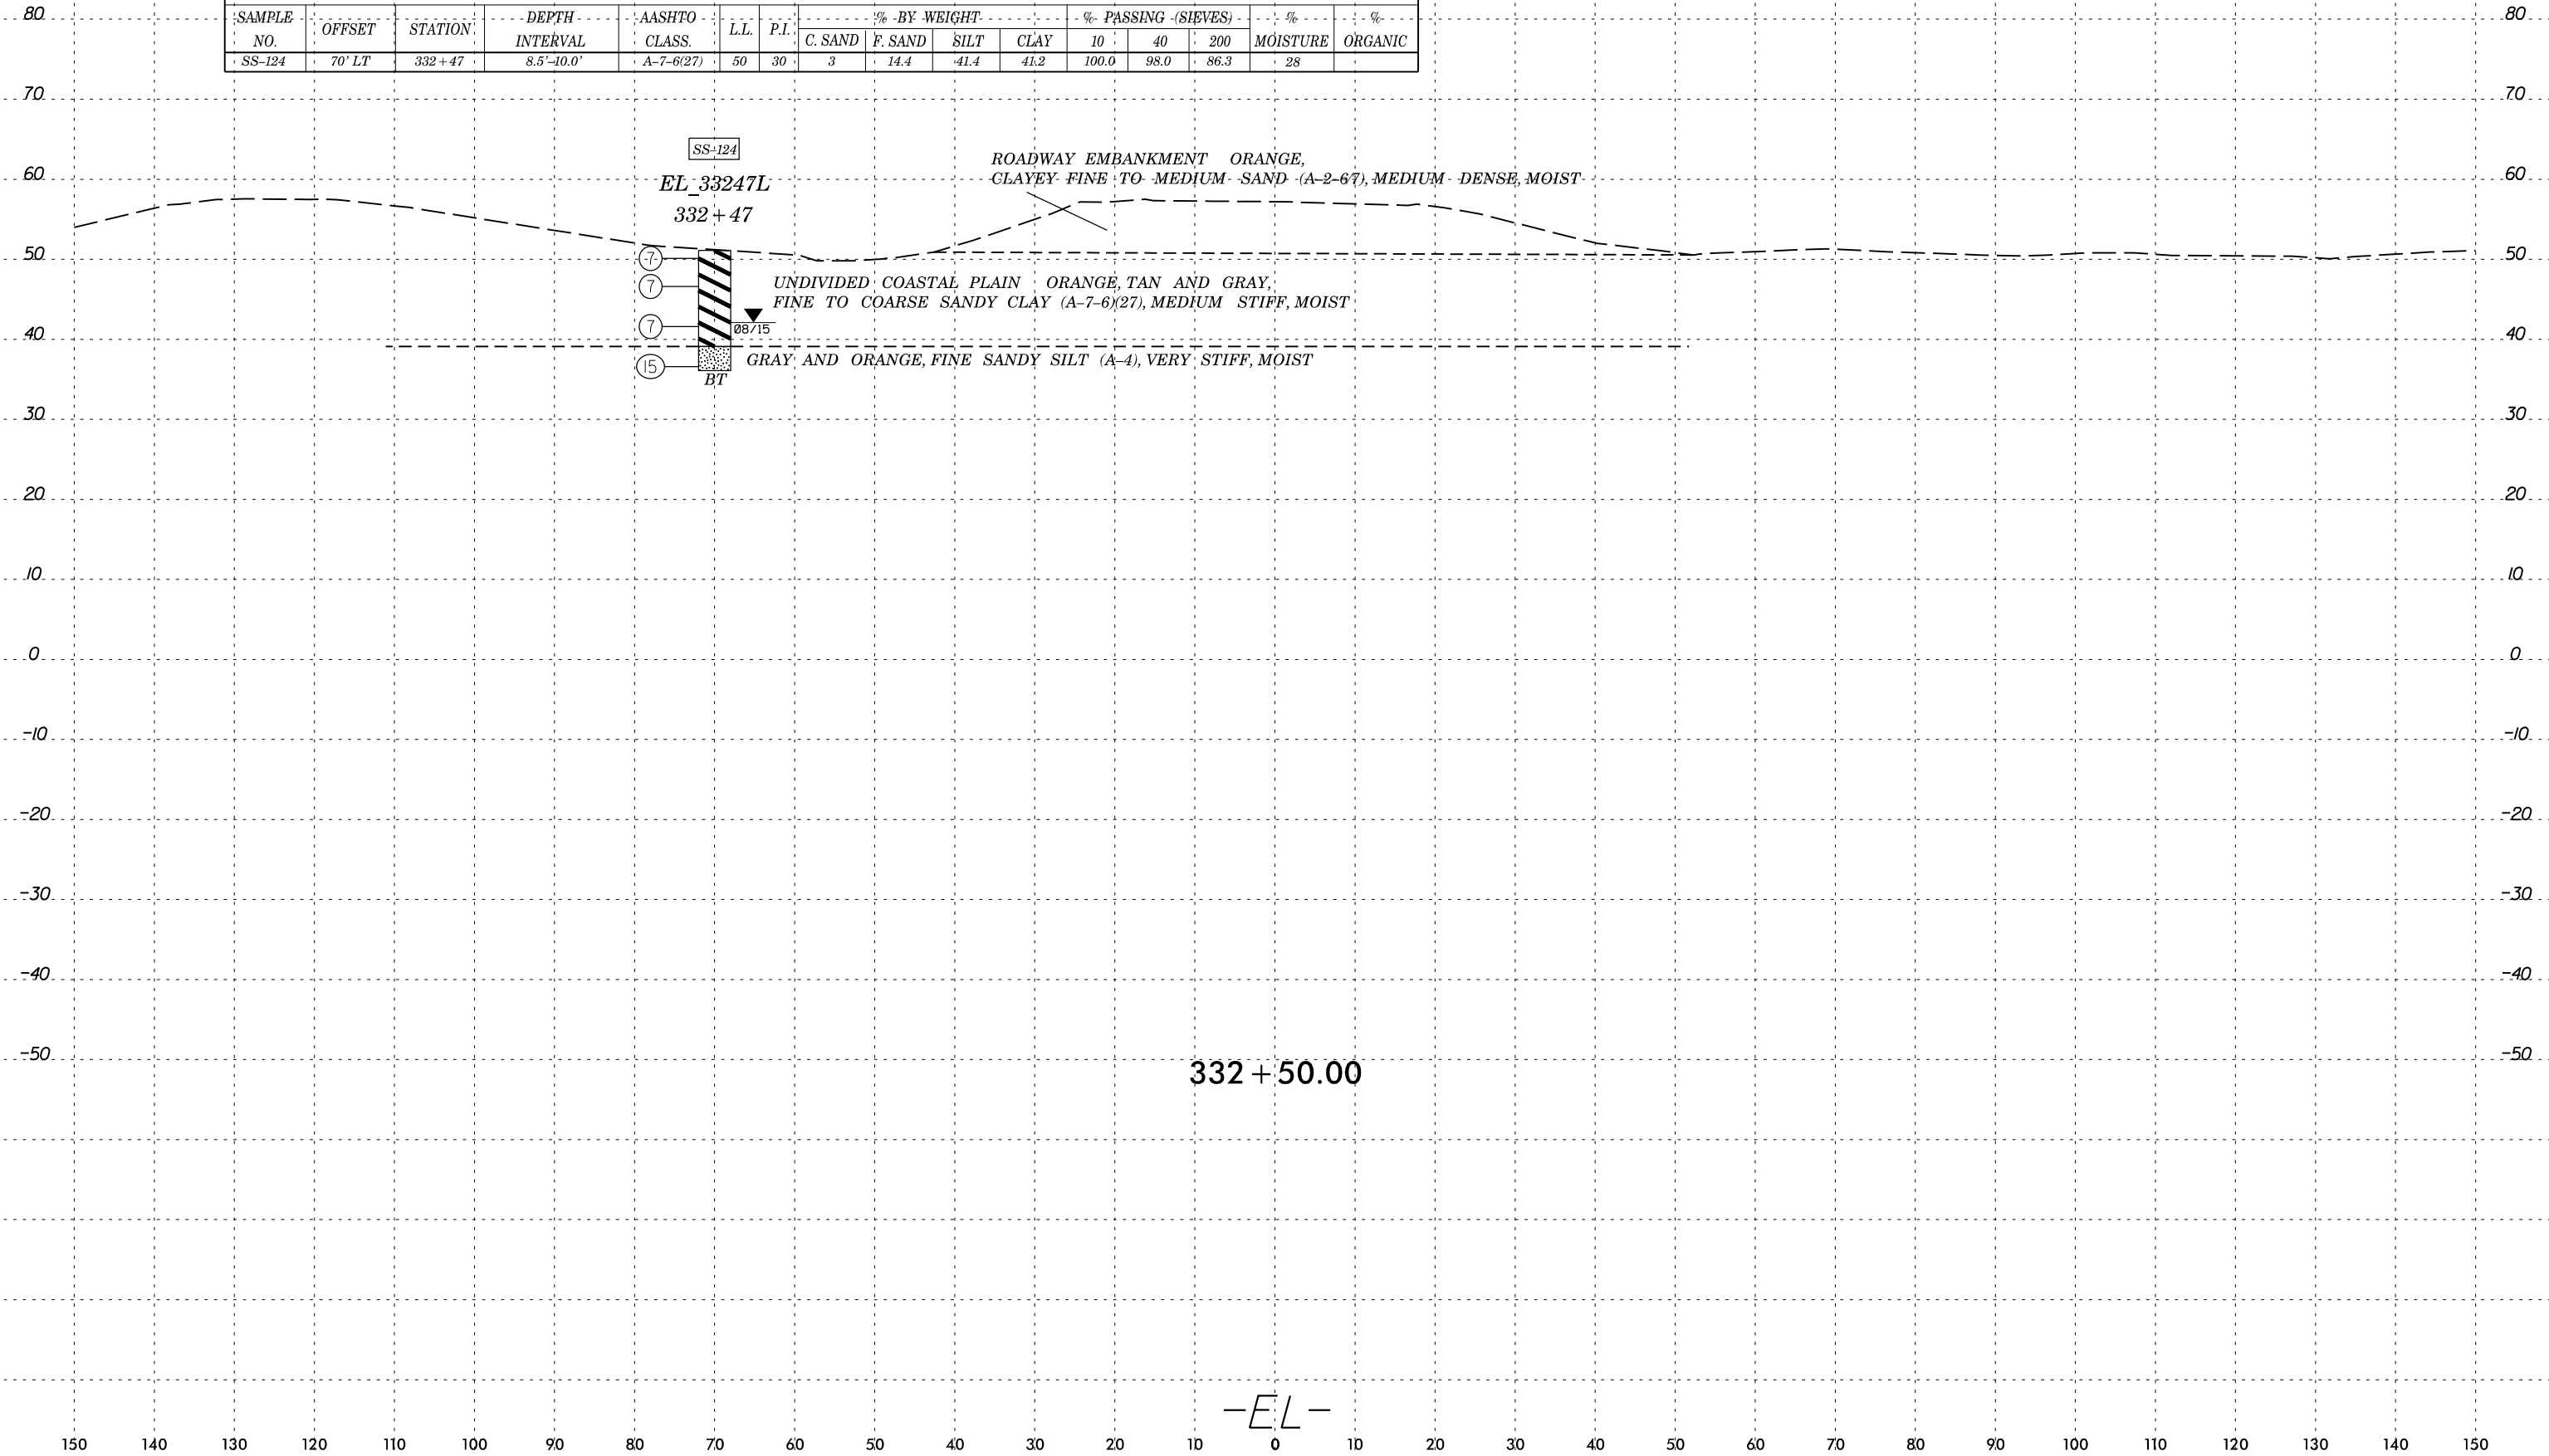 80 80
SAMPLE NO. OFFSET STATION DEPTH INTERVAL AASHTO CLASS. L.L. P.I. % BY WEIGHT % PASSING (SIEVES) % MOISTURE % ORGANIC
C. SAND F. SAND SILT CLAY 10 40 200
SS-124 70' LT 332+47 8.5'-10.0' A-7-6(27) 50 30 3 14.4 41.4 41.2 100.0 98.0 86.3 28
70 70
SS-124
ROADWAY EMBANKMENT ORANGE,
60 60
CLAYEY FINE TO MEDIUM SAND (A-2-6/7), MEDIUM DENSE, MOIST
EL_33247L
332+47
50 50
7
7
UNDIVIDED COASTAL PLAIN ORANGE, TAN AND GRAY,
FINE TO COARSE SANDY CLAY (A-7-6)(27), MEDIUM STIFF, MOIST
7
08/15
40 40
15
GRAY AND ORANGE, FINE SANDY SILT (A-4), VERY STIFF, MOIST
BT
30 30
20 20
10 10
0 0
-10 -10
-20 -20
-30 -30
-40 -40
-50 -50
332+50.00
-EL-
150 140 130 120 110 100 90 80 70 60 50 40 30 20 10 0 10 20 30 40 50 60 70 80 90 100 110 120 130 140 150